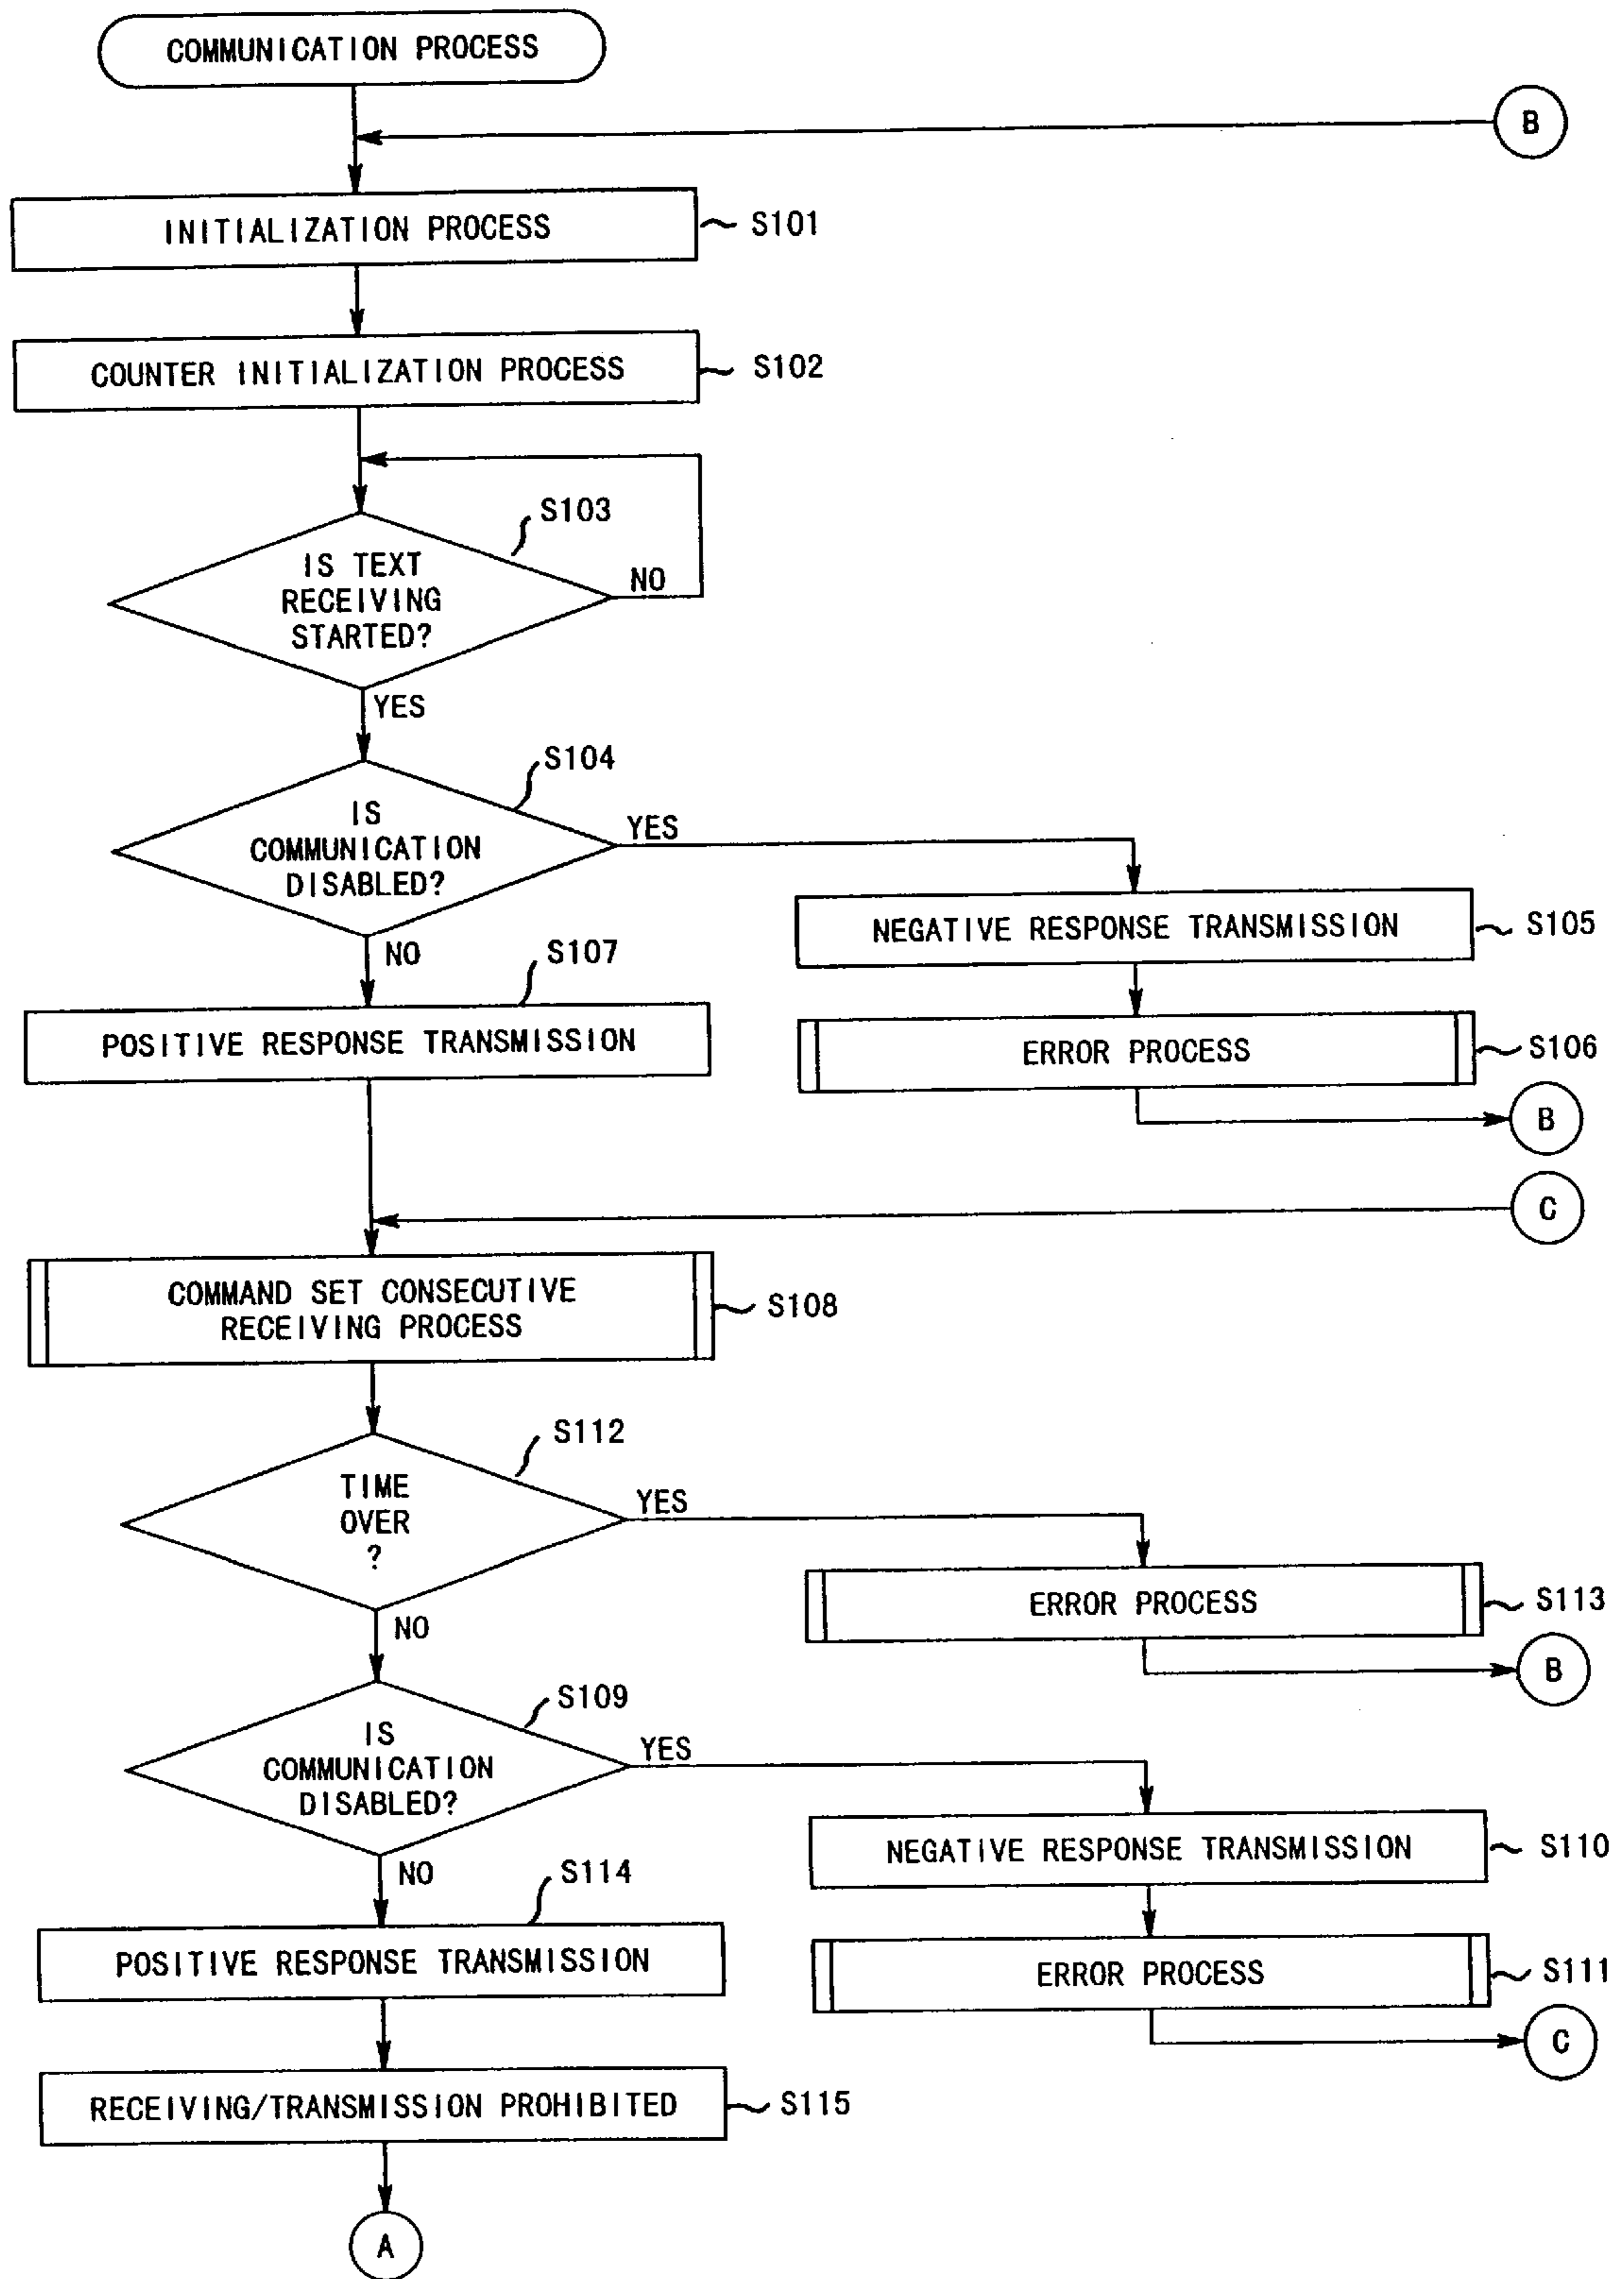 COMMUNICATION PROCESS
B
INITIALIZATION PROCESS
S101
COUNTER INITIALIZATION PROCESS
S102
S103
IS TEXT
RECEIVING
STARTED?
NO
YES
S104
IS
COMMUNICATION
DISABLED?
YES
NEGATIVE RESPONSE TRANSMISSION
S105
NO
S107
POSITIVE RESPONSE TRANSMISSION
ERROR PROCESS
S106
B
C
COMMAND SET CONSECUTIVE
RECEIVING PROCESS
S108
S112
TIME
OVER
?
YES
ERROR PROCESS
S113
NO
B
S109
IS
COMMUNICATION
DISABLED?
YES
NEGATIVE RESPONSE TRANSMISSION
S110
NO
S114
POSITIVE RESPONSE TRANSMISSION
ERROR PROCESS
S111
C
RECEIVING/TRANSMISSION PROHIBITED
S115
A